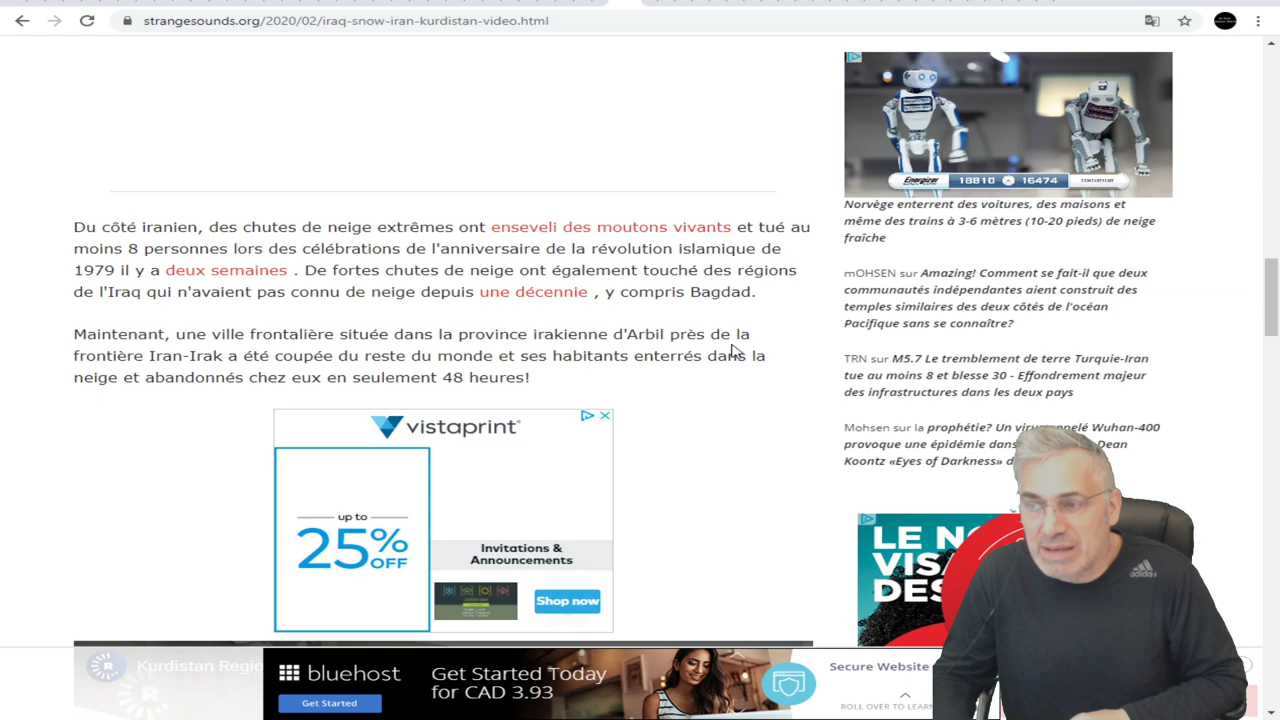 strangesounds.org/2020/02/iraq-snow-iran-kurdistan-video.html
Du côté iranien, des chutes de neige extrêmes ont enseveli des moutons vivants et tué au
moins 8 personnes lors des célébrations de l'anniversaire de la révolution islamique de
1979 il y a deux semaines . De fortes chutes de neige ont également touché des régions
de l'Iraq qui n'avaient pas connu de neige depuis une décennie , y compris Bagdad.
Maintenant, une ville frontalière située dans la province irakienne d'Arbil près de la
frontière Iran-Irak a été coupée du reste du monde et ses habitants enterrés dans la
neige et abandonnés chez eux en seulement 48 heures!
vistaprint
up to
25% OFF
Invitations &
Announcements
Shop now
Kurdistan Regio
Energizer
18810 16474
Norvège enterrent des voitures, des maisons et
même des trains à 3-6 mètres (10-20 pieds) de neige
fraîche
mOHSEN sur Amazing! Comment se fait-il que deux
communautés indépendantes aient construit des
temples similaires des deux côtés de l'océan
Pacifique sans se connaître?
TRN sur M5.7 Le tremblement de terre Turquie-Iran
tue au moins 8 et blesse 30 - Effondrement majeur
des infrastructures dans les deux pays
Mohsen sur la prophétie? Un virus appelé Wuhan-400
provoque une épidémie dans Dean
Koontz «Eyes of Darkness» d
LE N
VISA
DES
adidas
bluehost
Get Started
Get Started Today
for CAD 3.93
Secure Website
ROLL OVER TO LEAR